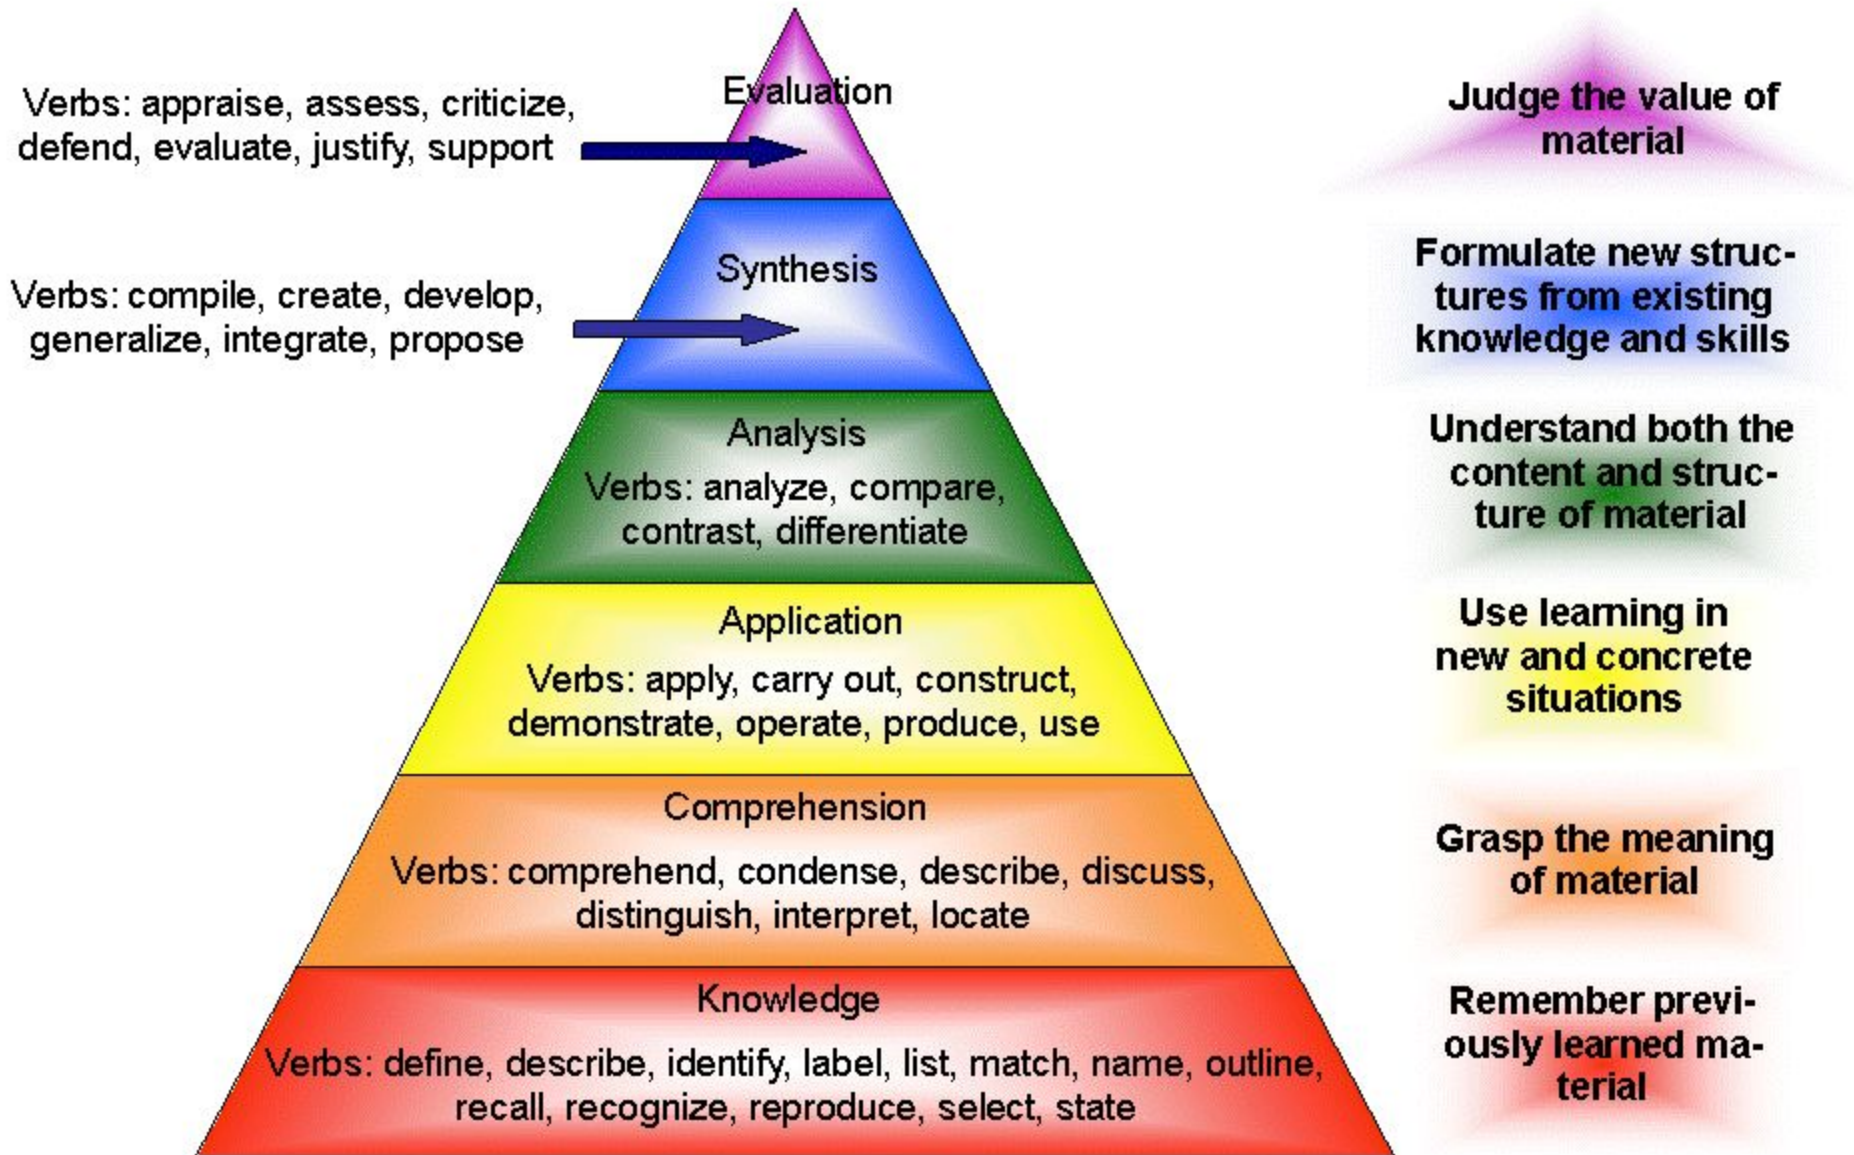 Evaluation
Verbs: appraise, assess, criticize,
defend, evaluate, justify, support
Judge the value of
material
Synthesis
Verbs: compile, create, develop,
generalize, integrate, propose
Formulate new struc-
tures from existing
knowledge and skills
Analysis
Verbs: analyze, compare,
contrast, differentiate
Understand both the
content and struc-
ture of material
Application
Verbs: apply, carry out, construct,
demonstrate, operate, produce, use
Use learning in
new and concrete
situations
Comprehension
Verbs: comprehend, condense, describe, discuss,
distinguish, interpret, locate
Grasp the meaning
of material
Knowledge
Verbs: define, describe, identify, label, list, match, name, outline,
recall, recognize, reproduce, select, state
Remember previ-
ously learned ma-
terial